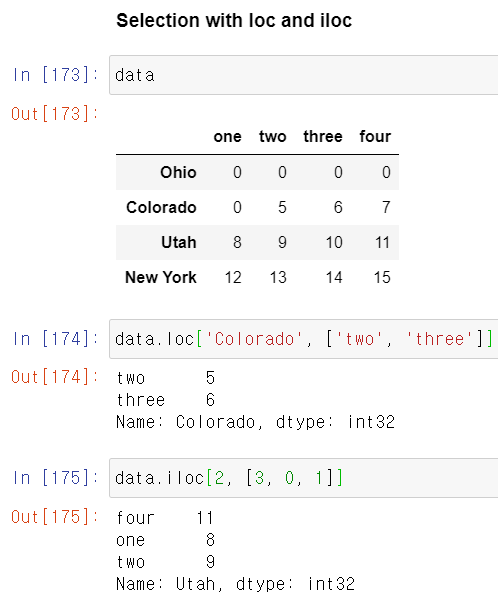 Selection with loc and iloc
In [173]: data
Out[173]:
one two three four
Ohio 0 0 0 0
Colorado 0 5 6 7
Utah 8 9 10 11
New York 12 13 14 15
In [174]: data.loc['Colorado', ['two', 'three']]
Out[174]: two 5
three 6
Name: Colorado, dtype: int32
In [175]: data.iloc[2, [3, 0, 1]]
Out[175]: four 11
one 8
two 9
Name: Utah, dtype: int32